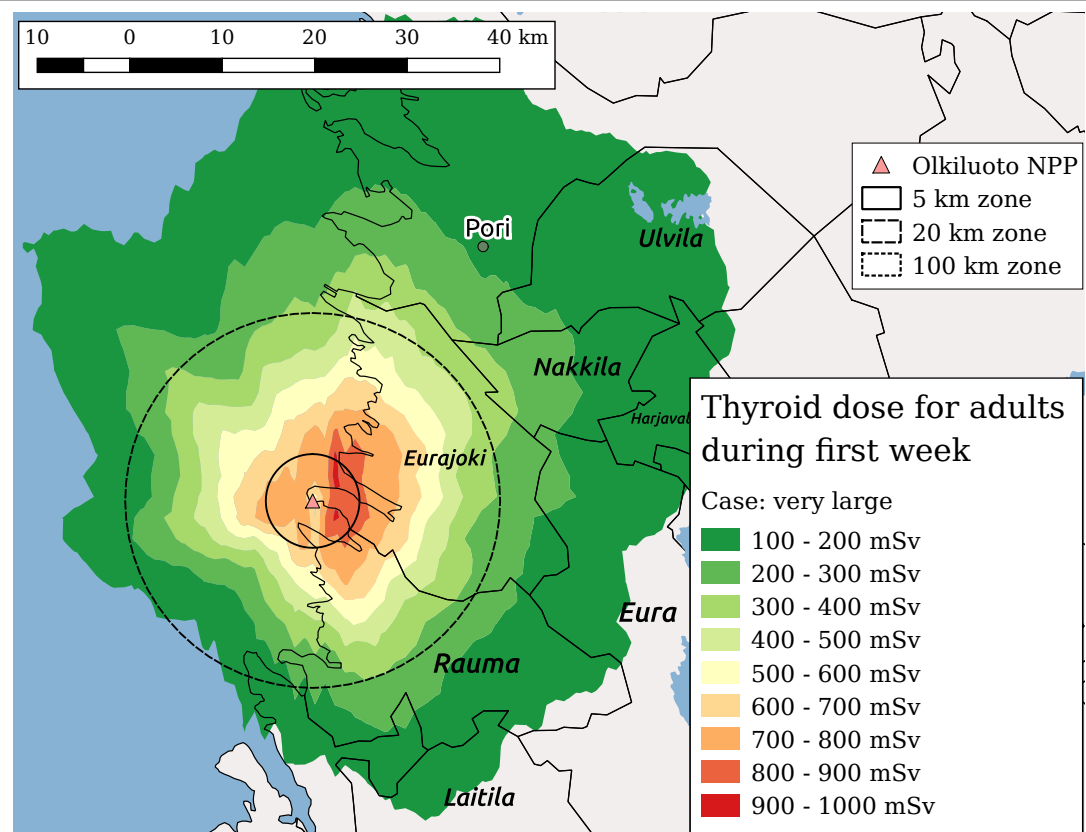 10 0 10 20 30 40 km
Olkiluoto NPP
5 km zone
20 km zone
100 km zone
Pori
Ulvila
Nakkila
Harjaval
Eurajoki
Eura
Rauma
Laitila
Thyroid dose for adults
during first week
Case: very large
100 - 200 mSv
200 - 300 mSv
300 - 400 mSv
400 - 500 mSv
500 - 600 mSv
600 - 700 mSv
700 - 800 mSv
800 - 900 mSv
900 - 1000 mSv